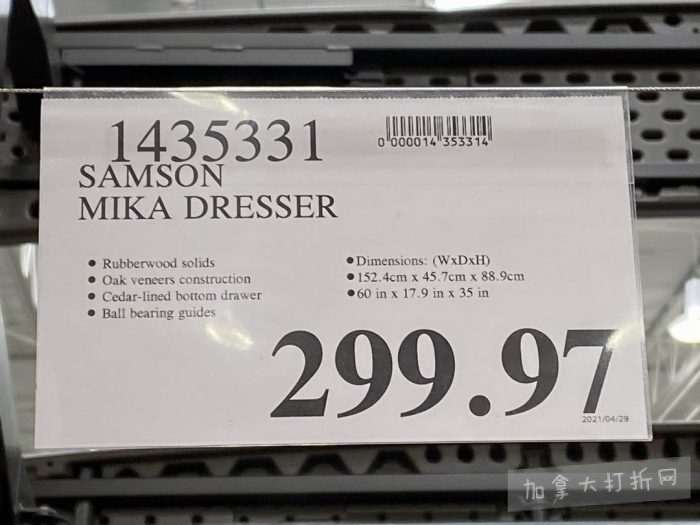 1435331
0 000014 353314
SAMSON
MIKA DRESSER
• Rubberwood solids
• Oak veneers construction
• Cedar-lined bottom drawer
• Ball bearing guides
• Dimensions: (WxDxH)
• 152.4cm x 45.7cm x 88.9cm
• 60 in x 17.9 in x 35 in
299.97
2021/04/29
加拿大打折网